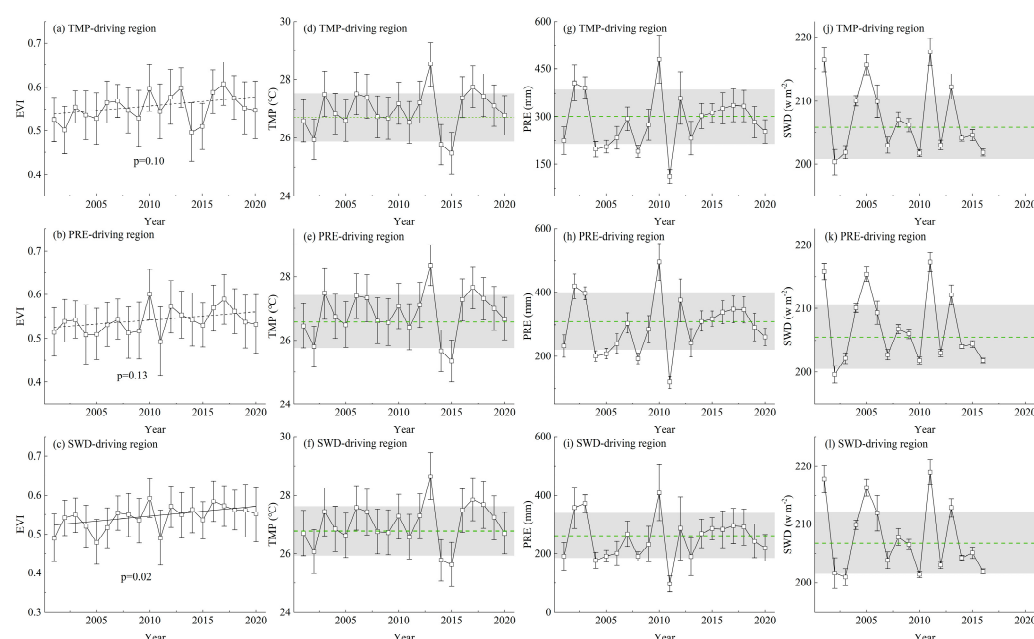 (a) TMP-driving region
0.7
0.6
0.5
0.4
EVI
p=0.10
2005 2010 2015 2020
Year
(d) TMP-driving region
30
28
26
24
TMP (℃)
2005 2010 2015 2020
Year
(g) TMP-driving region
600
450
300
150
PRE (mm)
2005 2010 2015 2020
Year
(j) TMP-driving region
220
210
200
SWD (w m-2)
2005 2010 2015 2020
Year
(b) PRE-driving region
0.7
0.6
0.5
0.4
EVI
p=0.13
2005 2010 2015 2020
Year
(e) PRE-driving region
28
26
24
TMP (℃)
2005 2010 2015 2020
Year
(h) PRE-driving region
600
400
200
PRE (mm)
2005 2010 2015 2020
Year
(k) PRE-driving region
220
210
200
SWD (w m-2)
2005 2010 2015 2020
Year
(c) SWD-driving region
0.7
0.6
0.5
0.4
0.3
EVI
p=0.02
2005 2010 2015 2020
Year
(f) SWD-driving region
30
28
26
24
TMP (℃)
2005 2010 2015 2020
Year
(i) SWD-driving region
600
400
200
0
PRE (mm)
2005 2010 2015 2020
Year
(l) SWD-driving region
220
210
200
SWD (w m-2)
2005 2010 2015 2020
Year